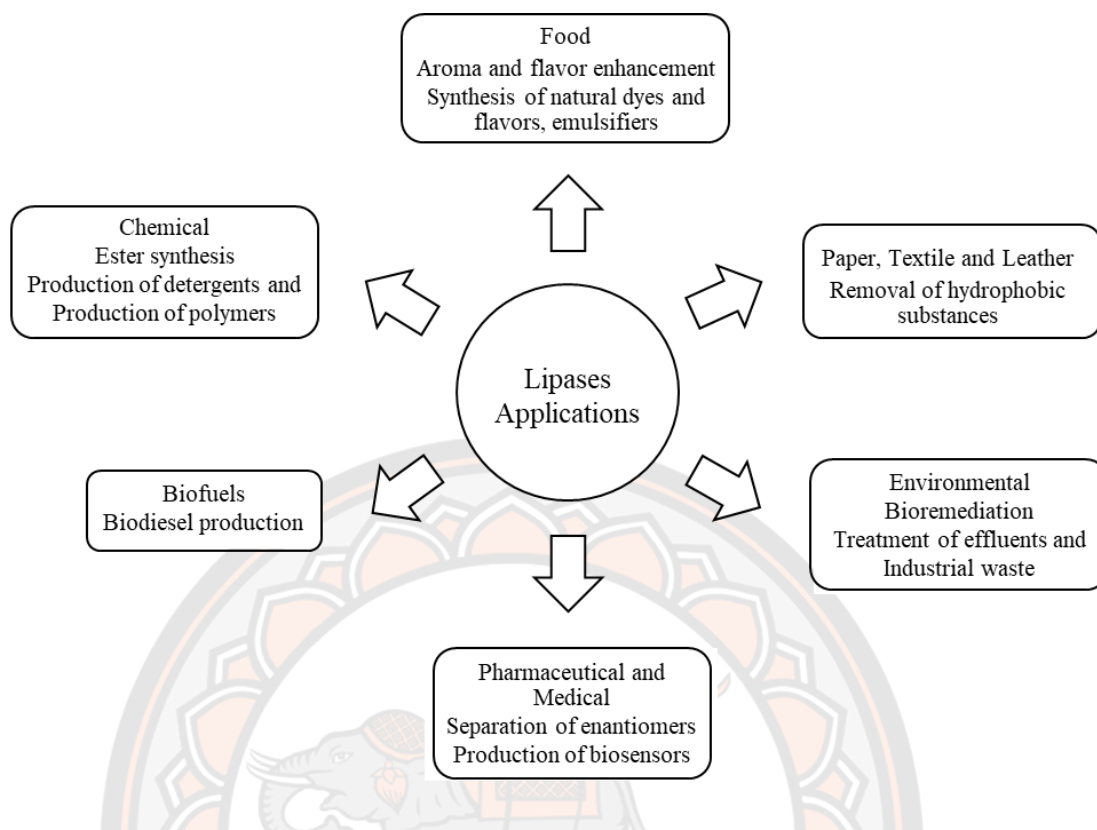 Food
Aroma and flavor enhancement
Synthesis of natural dyes and
flavors, emulsifiers
Chemical
Ester synthesis
Production of detergents and
Production of polymers
Paper, Textile and Leather
Removal of hydrophobic
substances
Lipases
Applications
Biofuels
Biodiesel production
Environmental
Bioremediation
Treatment of effluents and
Industrial waste
Pharmaceutical and
Medical
Separation of enantiomers
Production of biosensors